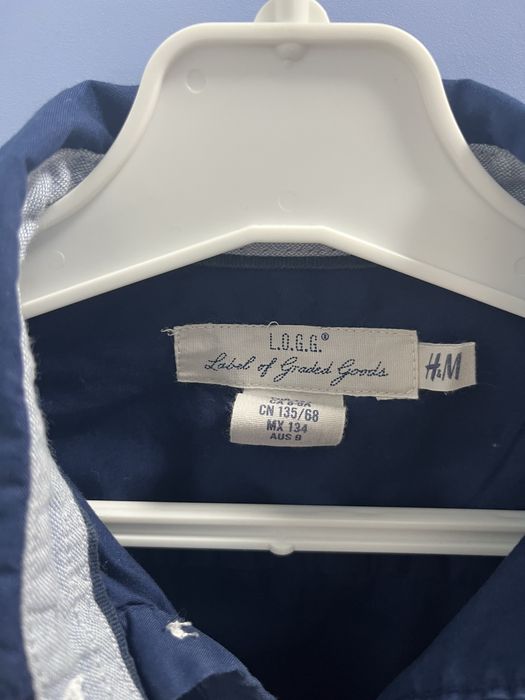 L.O.G.G.®
Label of Graded Goods
H&M
CN 135/68
MX 134
AUS 9